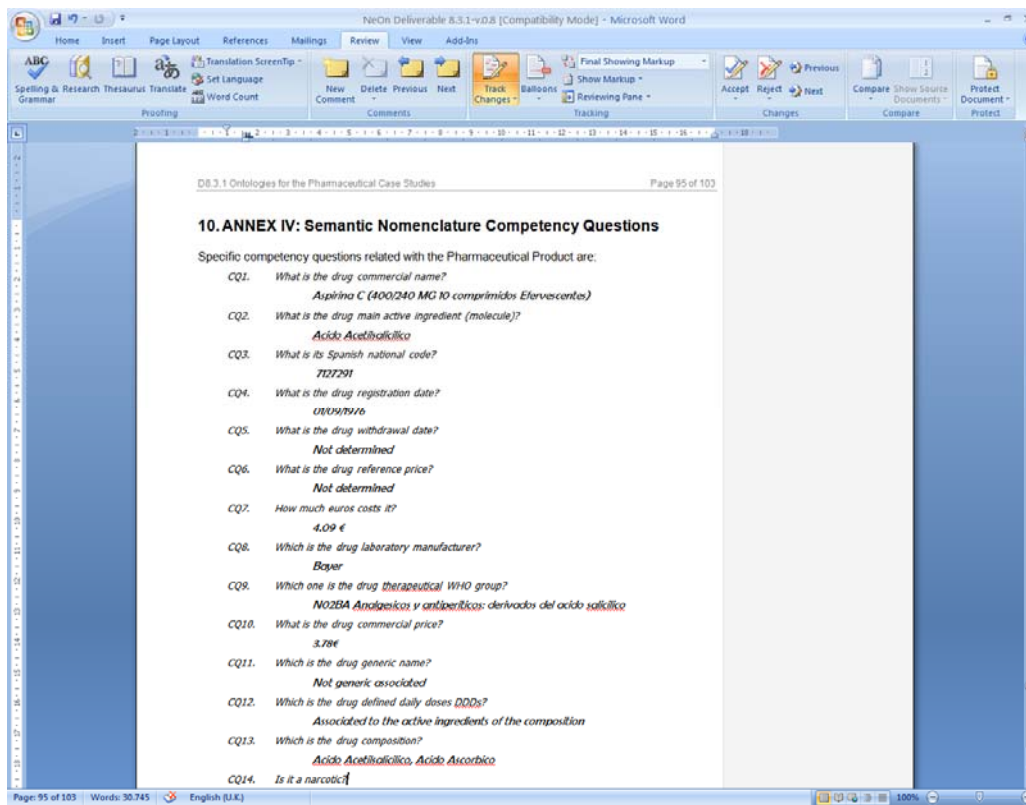 NeOn Deliverable 8.3.1-v.0.8 [Compatibility Mode] - Microsoft Word
Home Insert Page Layout References Mailings Review View Add-Ins
ABC Spelling & Grammar Research Thesaurus Translate
Translation ScreenTip
Set Language
Word Count
New Comment Delete Previous Next
Track Changes Balloons
Final Showing Markup
Show Markup
Reviewing Pane
Accept Reject Previous Next
Compare Show Source Documents Protect Document
Proofing Comments Tracking Changes Compare Protect
D8.3.1 Ontologies for the Pharmaceutical Case Studies Page 95 of 103
10. ANNEX IV: Semantic Nomenclature Competency Questions
Specific competency questions related with the Pharmaceutical Product are:
CQ1. What is the drug commercial name?
Aspirina C (400/240 MG 10 comprimidos Efervescentes)
CQ2. What is the drug main active ingredient (molecule)?
Acido Acetilsalicilico
CQ3. What is its Spanish national code?
7127291
CQ4. What is the drug registration date?
01/09/1976
CQ5. What is the drug withdrawal date?
Not determined
CQ6. What is the drug reference price?
Not determined
CQ7. How much euros costs it?
4.09 €
CQ8. Which is the drug laboratory manufacturer?
Bayer
CQ9. Which one is the drug therapeutical WHO group?
N02BA Analgesicos y antiperiticos: derivados del acido salicilico
CQ10. What is the drug commercial price?
3.78€
CQ11. Which is the drug generic name?
Not generic associated
CQ12. Which is the drug defined daily doses DDDs?
Associated to the active ingredients of the composition
CQ13. Which is the drug composition?
Acido Acetilsalicilico, Acido Ascorbico
CQ14. Is it a narcotic?
Page: 95 of 103 Words: 30.745 English (U.K.) 100%